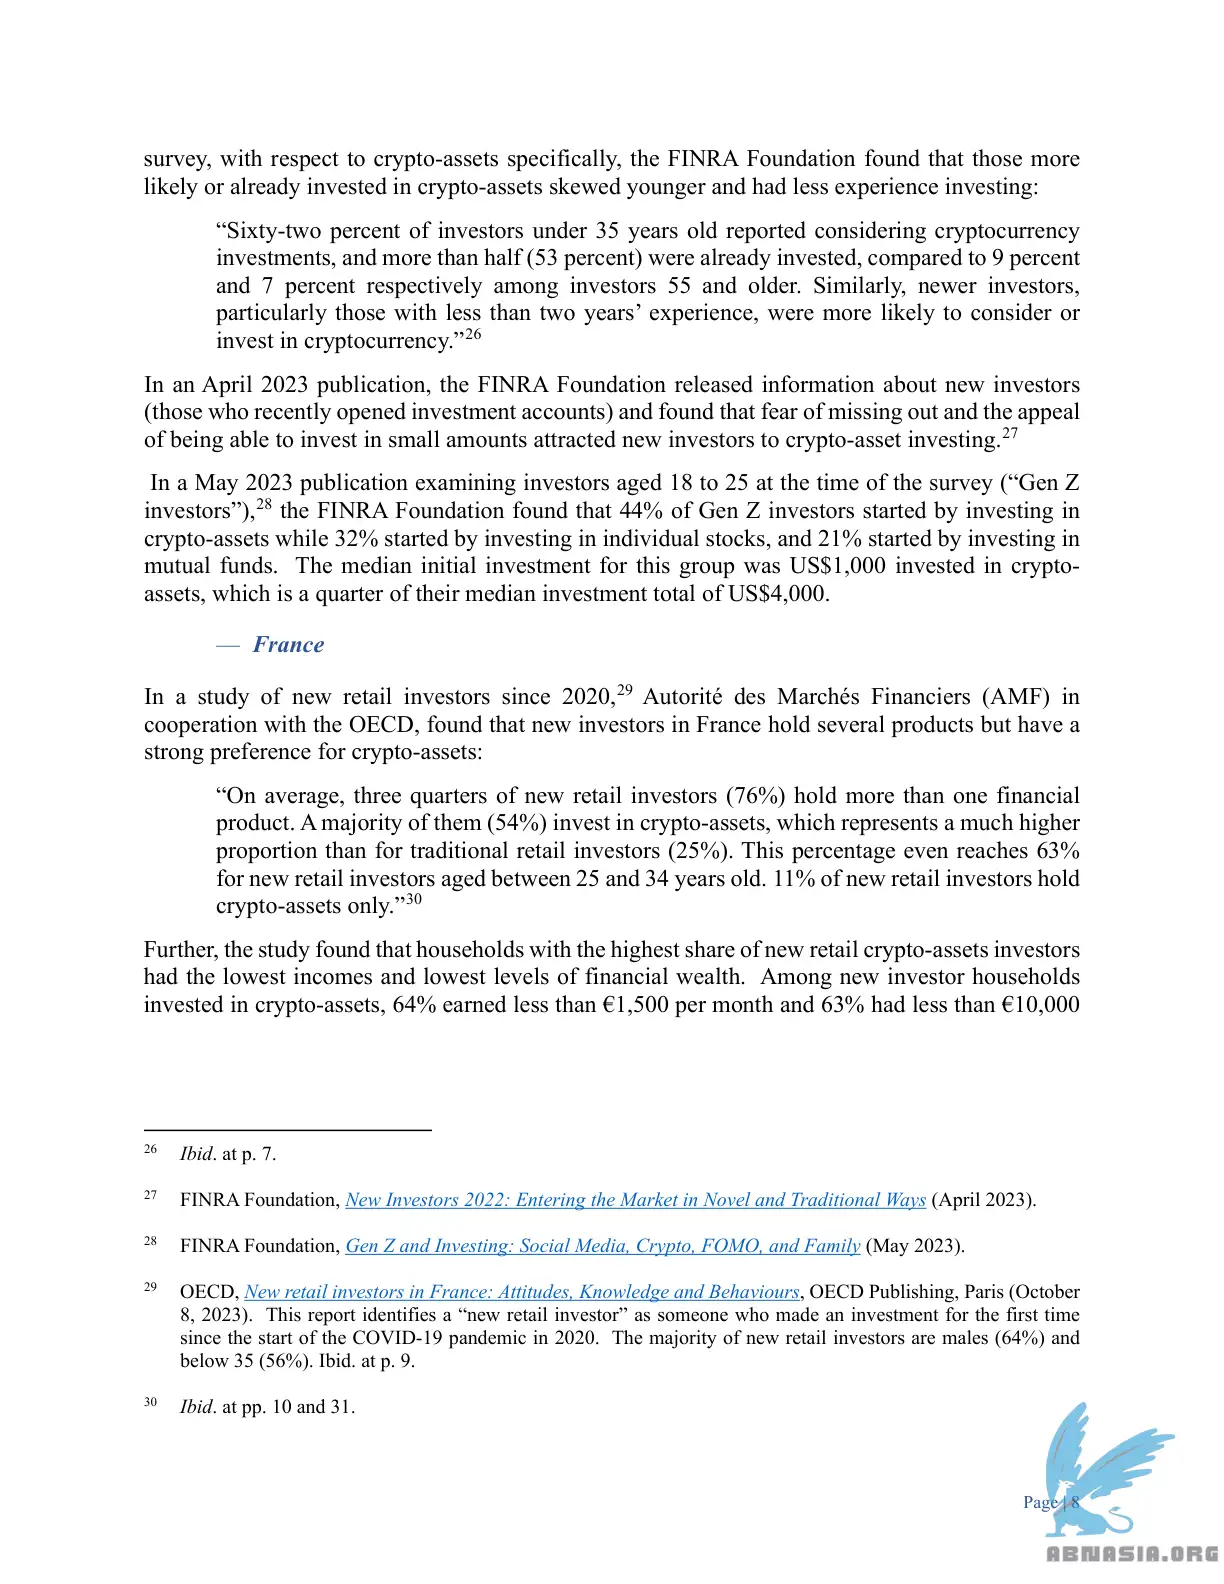 survey, with respect to crypto-assets specifically, the FINRA Foundation found that those more
likely or already invested in crypto-assets skewed younger and had less experience investing:
“Sixty-two percent of investors under 35 years old reported considering cryptocurrency
investments, and more than half (53 percent) were already invested, compared to 9 percent
and 7 percent respectively among investors 55 and older. Similarly, newer investors,
particularly those with less than two years’ experience, were more likely to consider or
invest in cryptocurrency.”26
In an April 2023 publication, the FINRA Foundation released information about new investors
(those who recently opened investment accounts) and found that fear of missing out and the appeal
of being able to invest in small amounts attracted new investors to crypto-asset investing.27
In a May 2023 publication examining investors aged 18 to 25 at the time of the survey (“Gen Z
investors”),28 the FINRA Foundation found that 44% of Gen Z investors started by investing in
crypto-assets while 32% started by investing in individual stocks, and 21% started by investing in
mutual funds.  The median initial investment for this group was US$1,000 invested in crypto-
assets, which is a quarter of their median investment total of US$4,000.
— France
In a study of new retail investors since 2020,29 Autorité des Marchés Financiers (AMF) in
cooperation with the OECD, found that new investors in France hold several products but have a
strong preference for crypto-assets:
“On average, three quarters of new retail investors (76%) hold more than one financial
product. A majority of them (54%) invest in crypto-assets, which represents a much higher
proportion than for traditional retail investors (25%). This percentage even reaches 63%
for new retail investors aged between 25 and 34 years old. 11% of new retail investors hold
crypto-assets only.”30
Further, the study found that households with the highest share of new retail crypto-assets investors
had the lowest incomes and lowest levels of financial wealth.  Among new investor households
invested in crypto-assets, 64% earned less than €1,500 per month and 63% had less than €10,000
26 Ibid. at p. 7.
27 FINRA Foundation, New Investors 2022: Entering the Market in Novel and Traditional Ways (April 2023).
28 FINRA Foundation, Gen Z and Investing: Social Media, Crypto, FOMO, and Family (May 2023).
29 OECD, New retail investors in France: Attitudes, Knowledge and Behaviours, OECD Publishing, Paris (October
8, 2023).  This report identifies a “new retail investor” as someone who made an investment for the first time
since the start of the COVID-19 pandemic in 2020.  The majority of new retail investors are males (64%) and
below 35 (56%). Ibid. at p. 9.
30 Ibid. at pp. 10 and 31.
Page | 8
ABNASIA.ORG